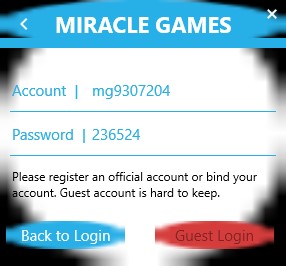 MIRACLE GAMES
Account | mg9307204
Password | 236524
Please register an official account or bind your
account. Guest account is hard to keep.
Back to Login
Guest Login